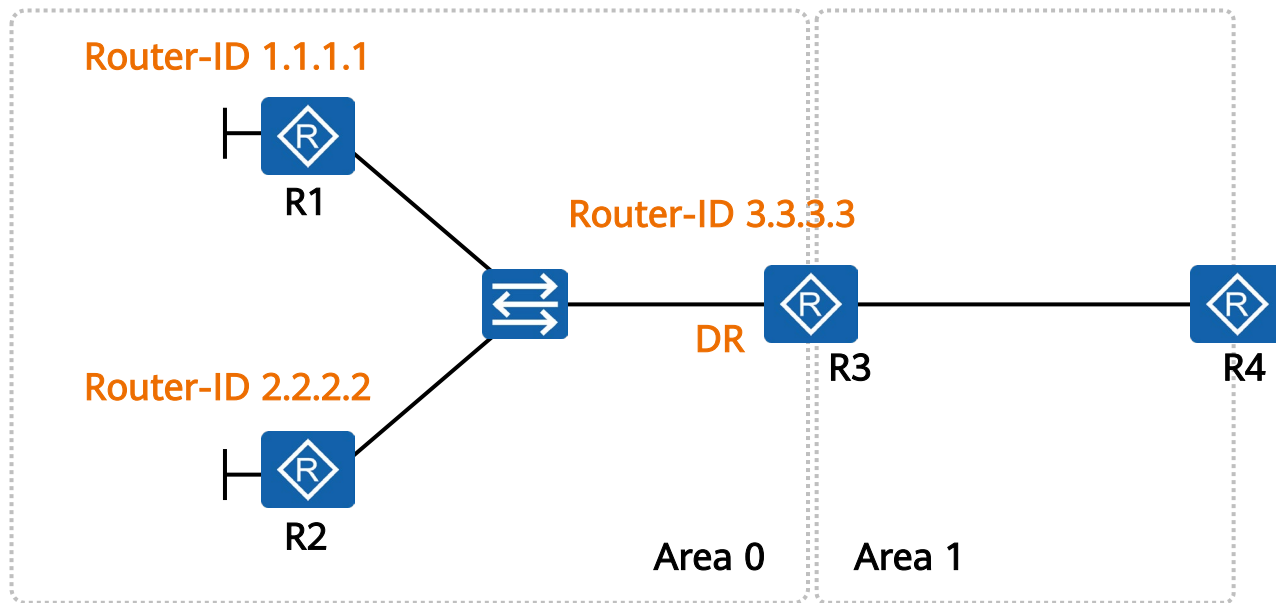 Router-ID 1.1.1.1
R
R1
Router-ID 3.3.3.3
R
DR
R3
R
R4
Router-ID 2.2.2.2
R
R2
Area 0
Area 1